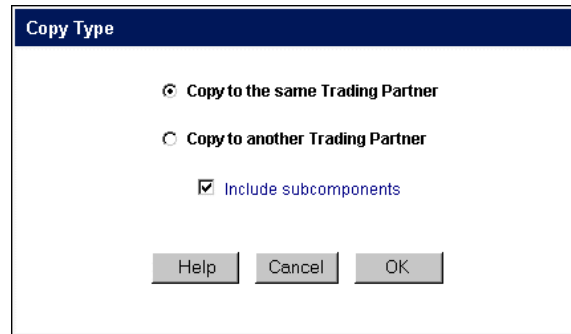 Copy Type
Copy to the same Trading Partner
Copy to another Trading Partner
Include subcomponents
Help Cancel OK